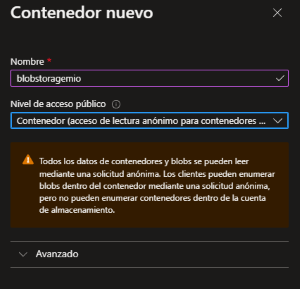 Contenedor nuevo
Nombre *
blobstoragemio
Nivel de acceso público
Contenedor (acceso de lectura anónimo para contenedores ...
Todos los datos de contenedores y blobs se pueden leer
mediante una solicitud anónima. Los clientes pueden enumerar
blobs dentro del contenedor mediante una solicitud anónima,
pero no pueden enumerar contenedores dentro de la cuenta
de almacenamiento.
Avanzado